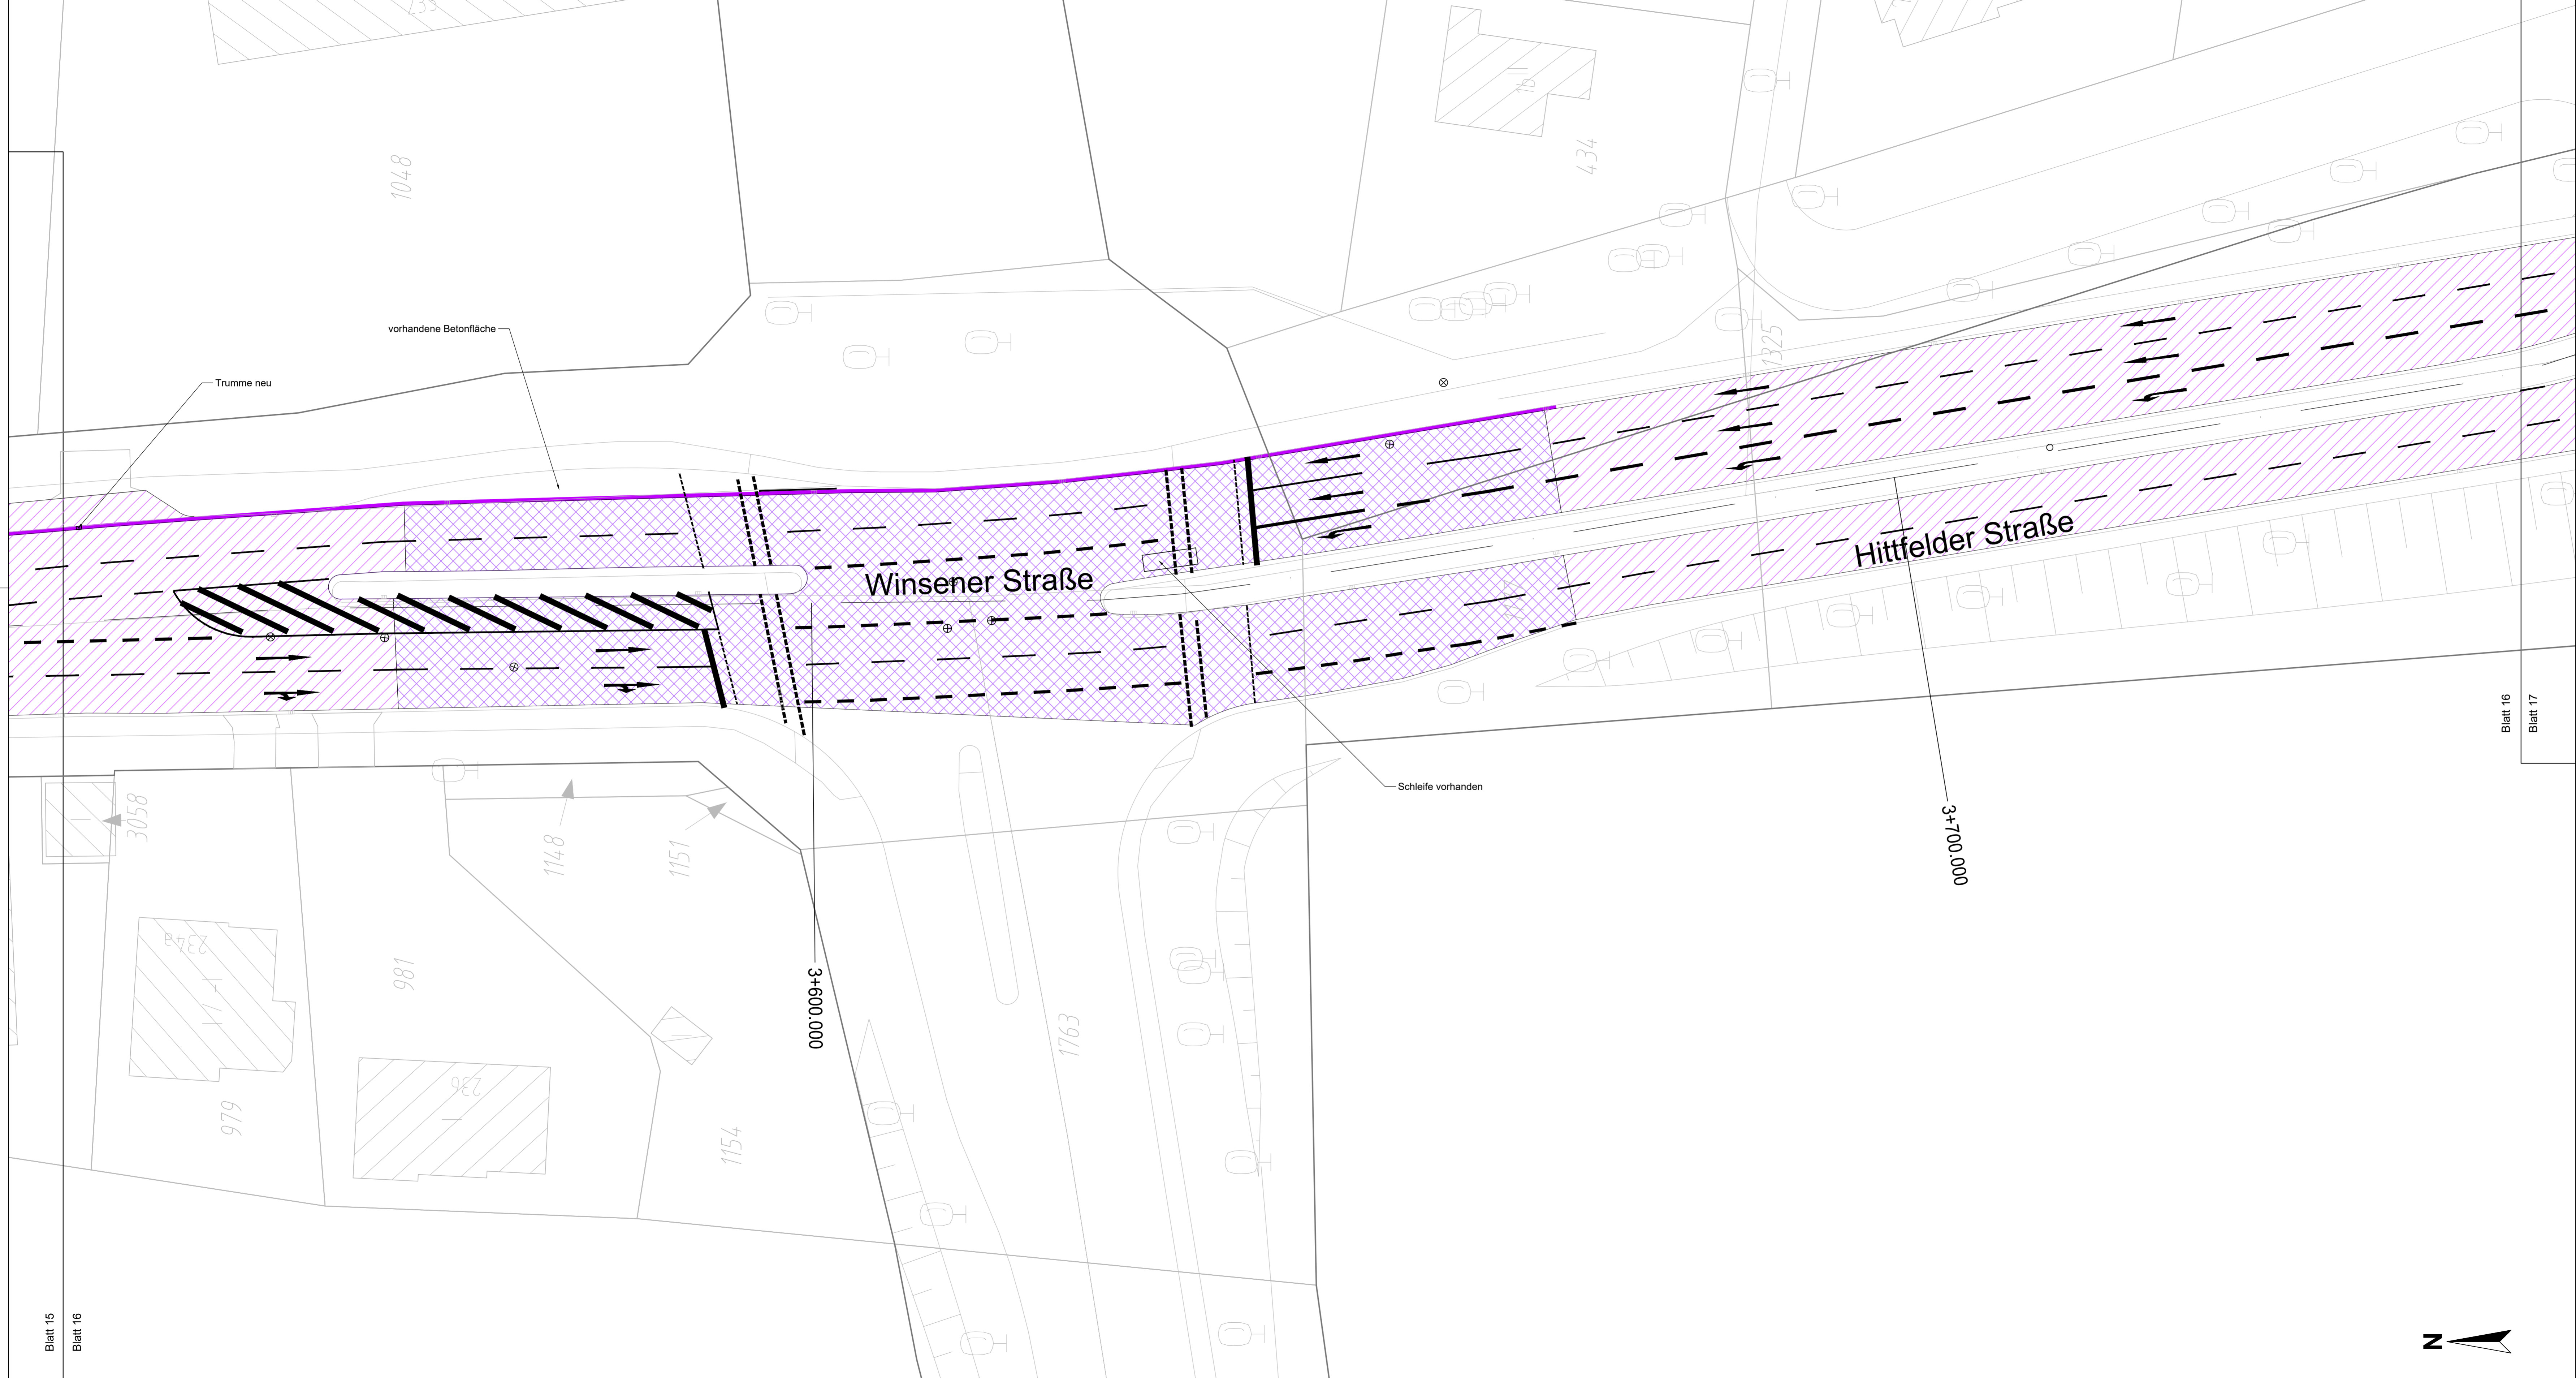 1048
434
1325
vorhandene Betonfläche
Trumme neu
Winsener Straße
Hittfelder Straße
Blatt 16
Blatt 17
Schleife vorhanden
3058
1148
1151
3+700.000
234a
981
3+600.000
1763
236
979
1154
Blatt 15
Blatt 16
N